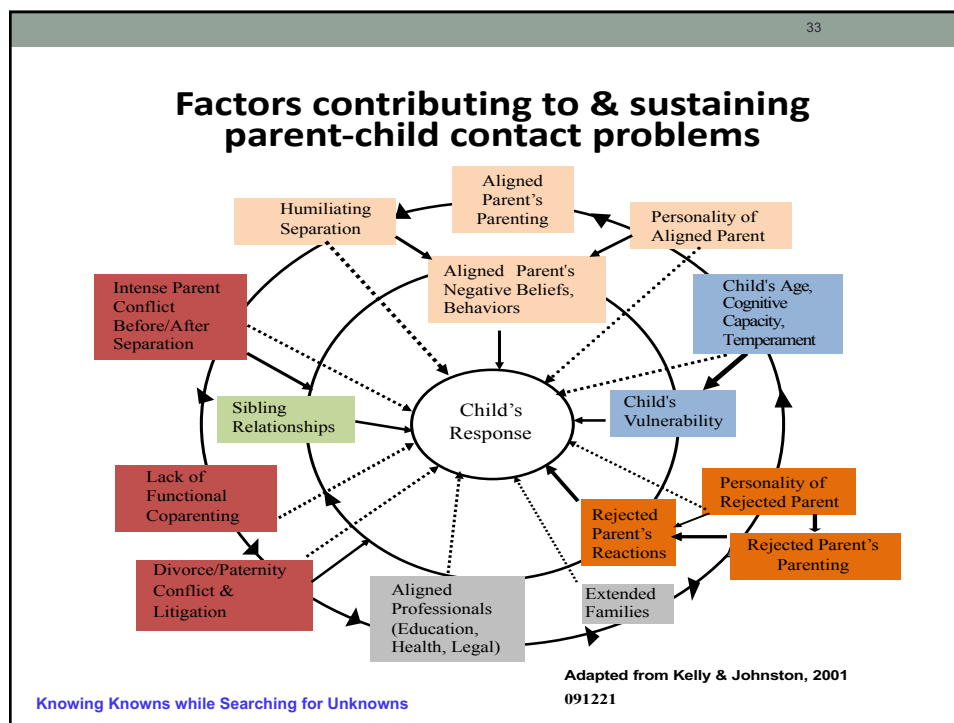 33
Factors contributing to & sustaining
parent-child contact problems
Aligned
Parent's
Parenting
Humiliating
Separation
Personality of
Aligned Parent
Aligned Parent's
Negative Beliefs,
Behaviors
Intense Parent
Conflict
Before/After
Separation
Child's Age,
Cognitive
Capacity,
Temperament
Sibling
Relationships
Child's
Response
Child's
Vulnerability
Lack of
Functional
Coparenting
Personality of
Rejected Parent
Rejected
Parent's
Reactions
Rejected Parent's
Parenting
Divorce/Paternity
Conflict &
Litigation
Aligned
Professionals
(Education,
Health, Legal)
Extended
Families
Adapted from Kelly & Johnston, 2001
091221
Knowing Knowns while Searching for Unknowns